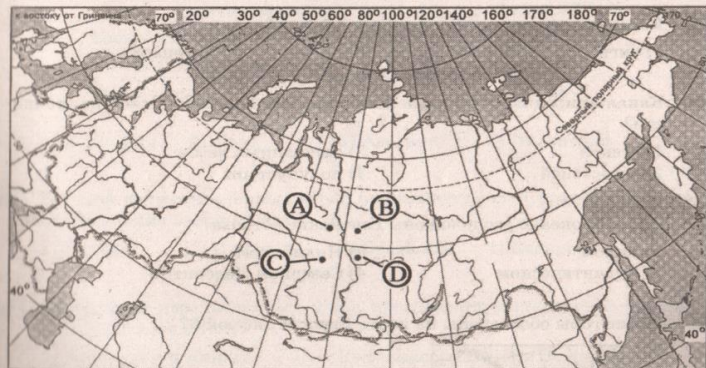 к востоку от Гринвича 70° 20° 30° 40° 50° 60° 80° 100° 120° 140° 160° 170° 180° 70°
Северный полярный круг
A
B
C
D
40°
40°